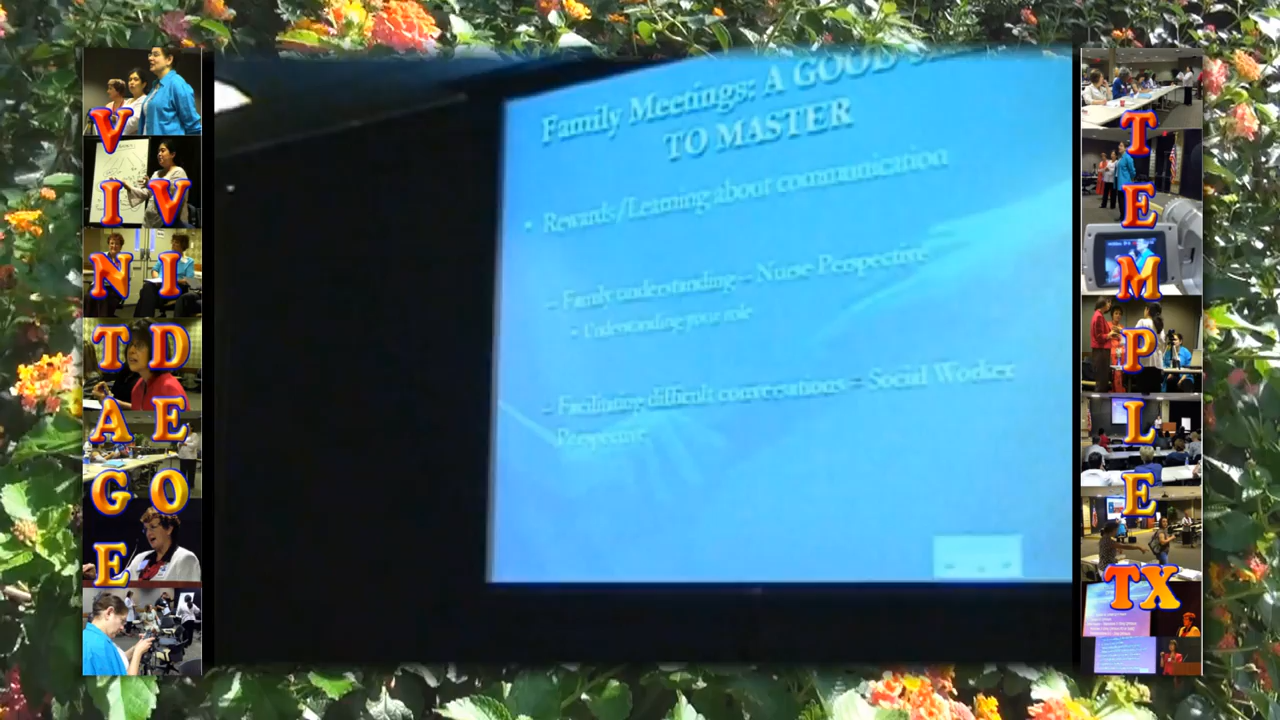 VINTAGE
VIDEO
Family Meetings: A GOOD
TO MASTER
• Rewards/Learning about communication
– Family understanding – Nurse Perspective
• Understanding your role
– Facilitating difficult conversations – Social Worker
Perspective
TEMPLE
TX